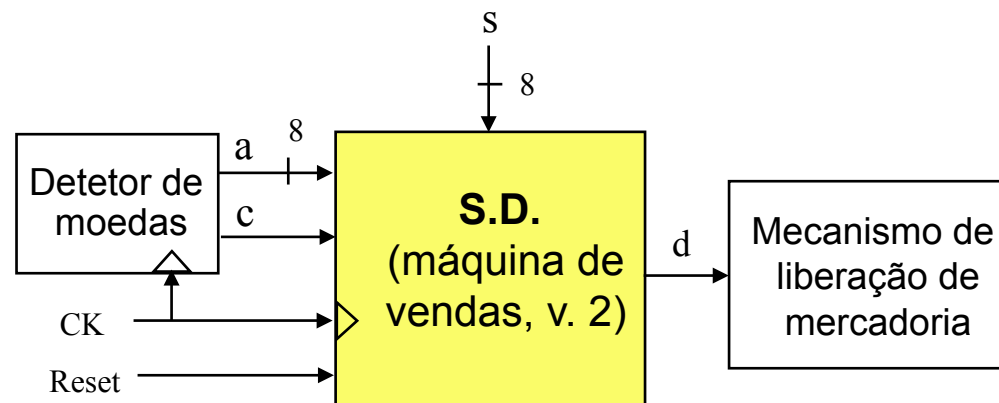 s
8
a
8
Detetor de
moedas
c
CK
Reset
S.D.
(máquina de
vendas, v. 2)
d
Mecanismo de
liberação de
mercadoria